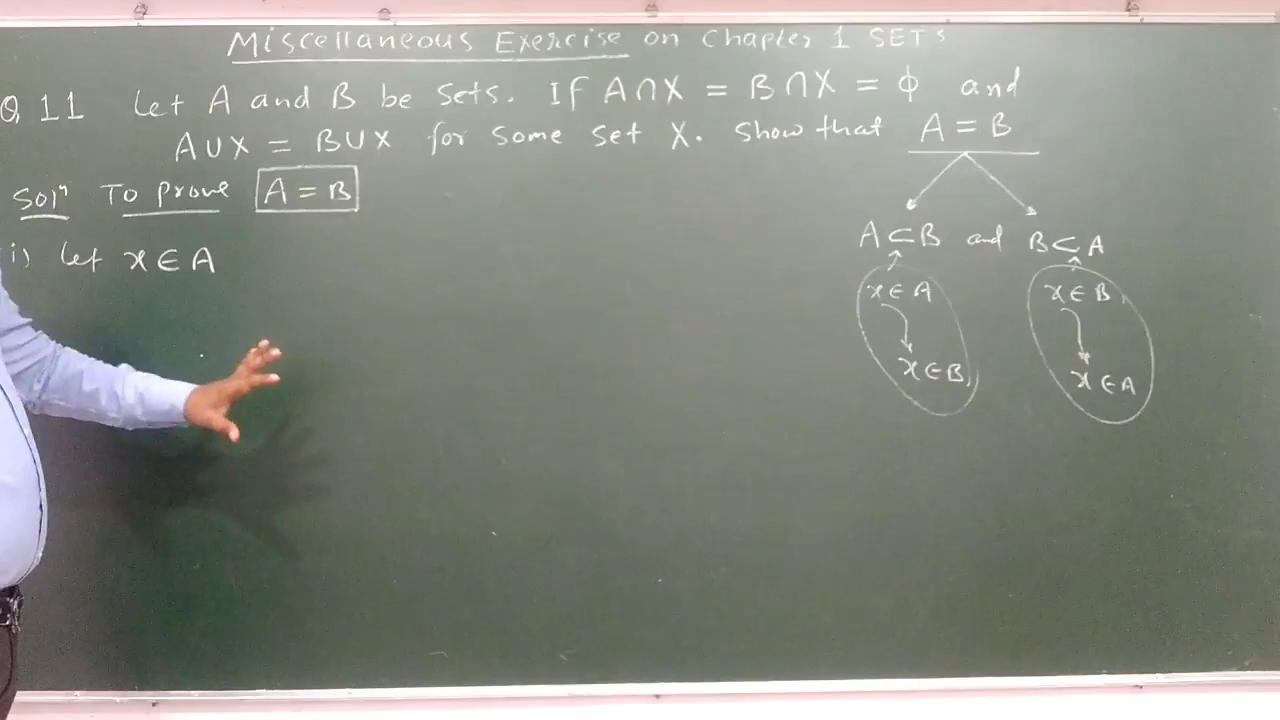 Miscellaneous Exercise on Chapter 1 SETs
Q 11 Let A and B be sets. If A∩X = B∩X = ϕ and
A∪X = B∪X for some set X. Show that A = B
Solⁿ To prove A = B
A⊂B and B⊂A
i) Let x∈A
x∈A x∈B,
x∈B, x∈A